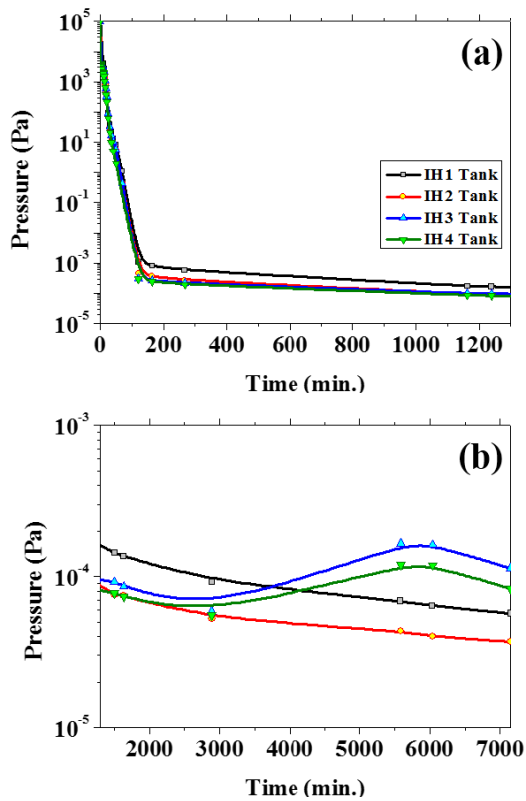 (a)
Pressure (Pa)
10^5
10^3
10^1
10^-1
10^-3
10^-5
IH1 Tank
IH2 Tank
IH3 Tank
IH4 Tank
0 200 400 600 800 1000 1200
Time (min.)
(b)
Pressure (Pa)
10^-3
10^-4
10^-5
2000 3000 4000 5000 6000 7000
Time (min.)